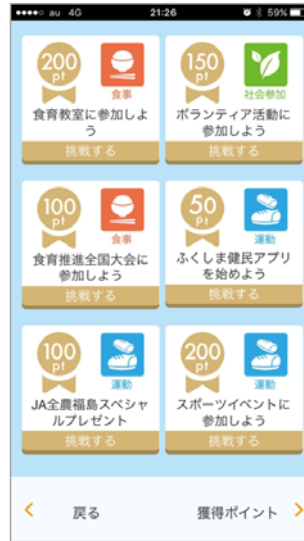 au 4G 21:26 59%
200 pt 食事
食育教室に参加しよ
う
挑戦する
150 pt 社会参加
ボランティア活動に
参加しよう
挑戦する
100 pt 食事
食育推進全国大会に
参加しよう
挑戦する
50 pt 運動
ふくしま健民アプリ
を始めよう
挑戦する
100 pt 運動
JA全農福島スペシャ
ルプレゼント
挑戦する
200 pt 運動
スポーツイベントに
参加しよう
挑戦する
戻る 獲得ポイント